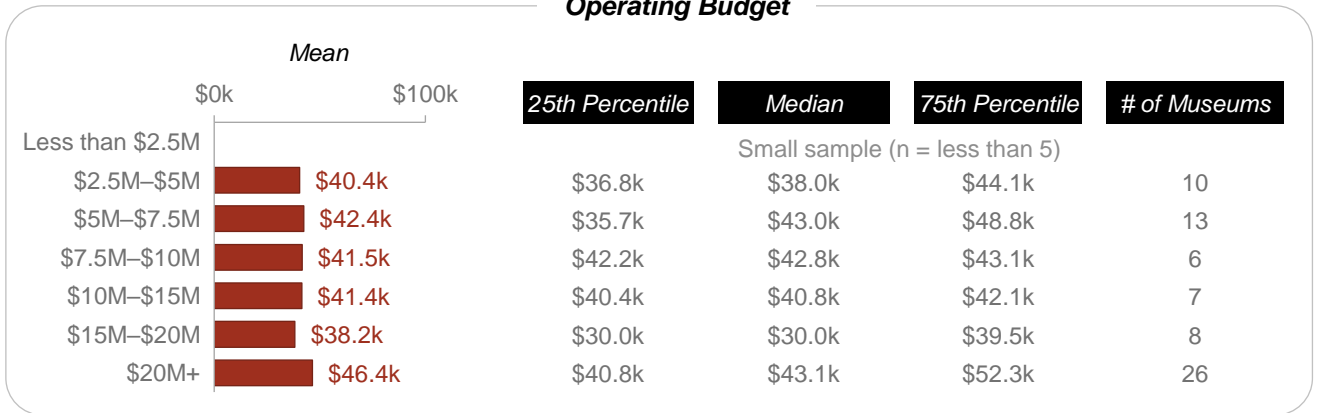 Operating Budget
Mean
$0k $100k 25th Percentile Median 75th Percentile # of Museums
Less than $2.5M Small sample (n = less than 5)
$2.5M–$5M $40.4k $36.8k $38.0k $44.1k 10
$5M–$7.5M $42.4k $35.7k $43.0k $48.8k 13
$7.5M–$10M $41.5k $42.2k $42.8k $43.1k 6
$10M–$15M $41.4k $40.4k $40.8k $42.1k 7
$15M–$20M $38.2k $30.0k $30.0k $39.5k 8
$20M+ $46.4k $40.8k $43.1k $52.3k 26